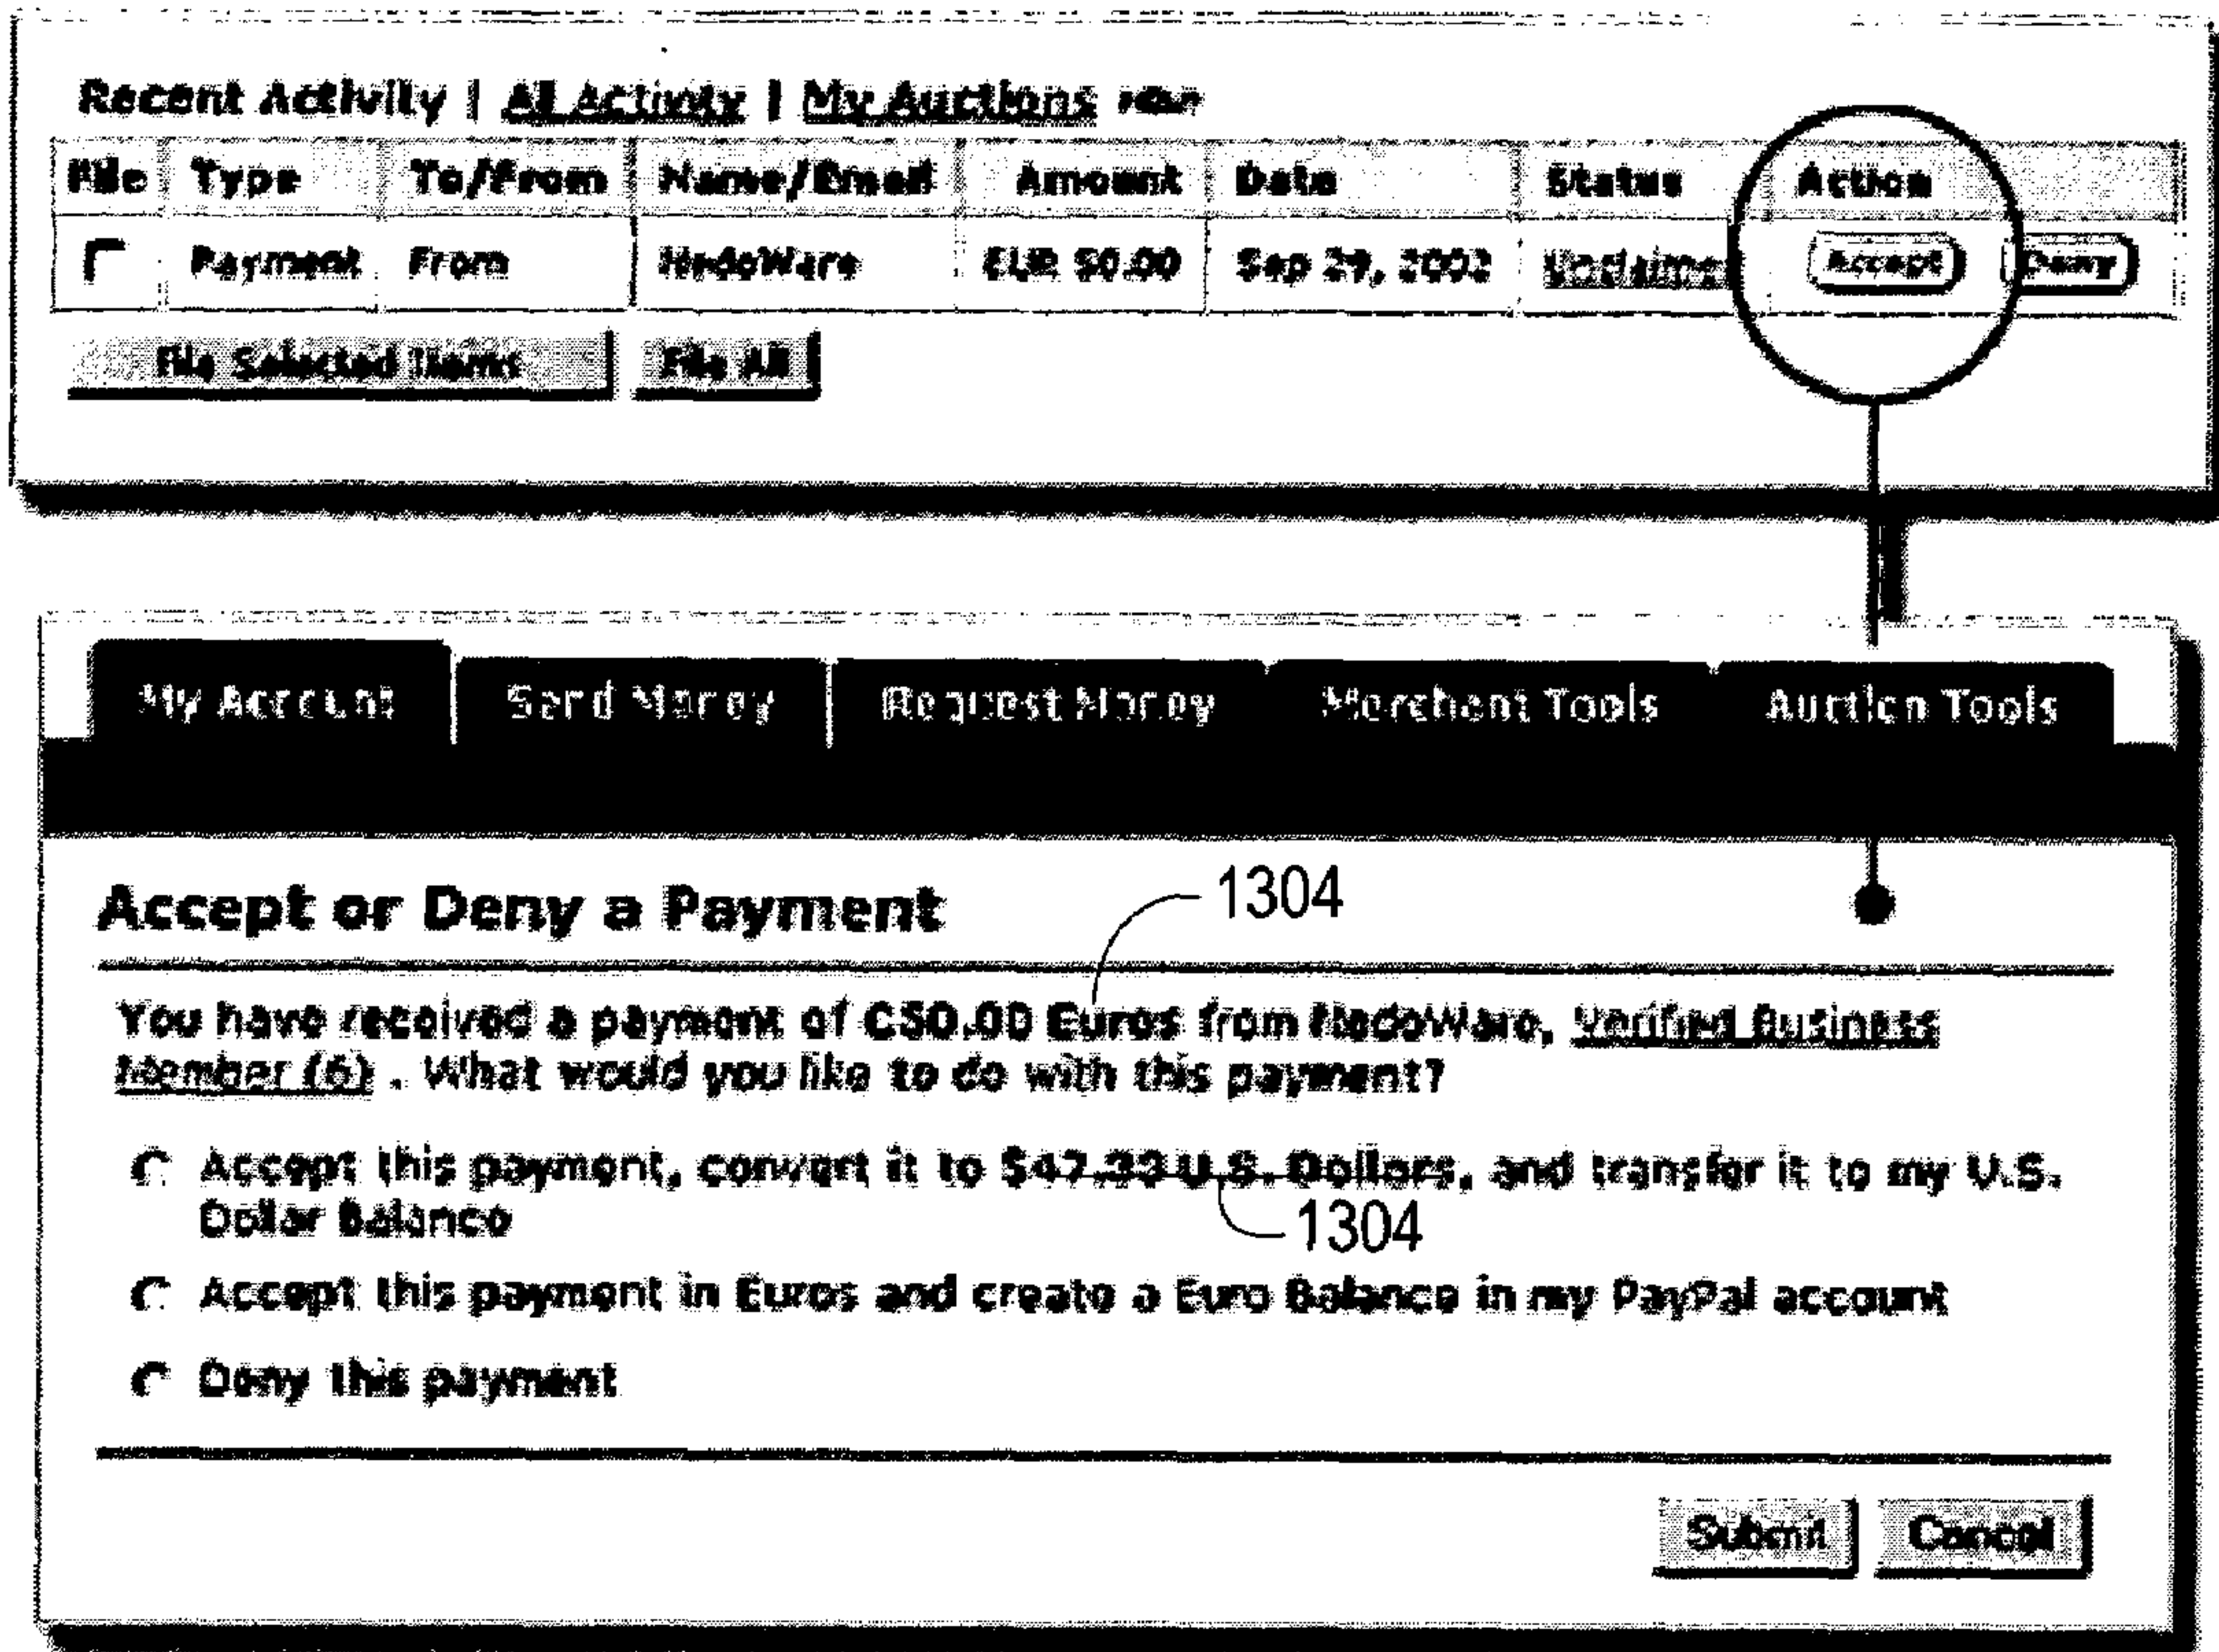 Recent Activity | All Activity | My Auctions
File Type To/From Name/Email Amount Date Status Action
Payment From NedoWare EUR 50.00 Sep 29, 2002 Accept Deny
File Selected Items File All
My Account Send Money Request Money Merchant Tools Auction Tools
Accept or Deny a Payment 1304
You have received a payment of €50.00 Euros from NedoWare, Verified Business
Member (6) . What would you like to do with this payment?
Accept this payment, convert it to U.S. Dollars, and transfer it to my U.S.
Dollar Balance
1304
Accept this payment in Euros and create a Euro Balance in my PayPal account
Deny this payment
Submit Cancel